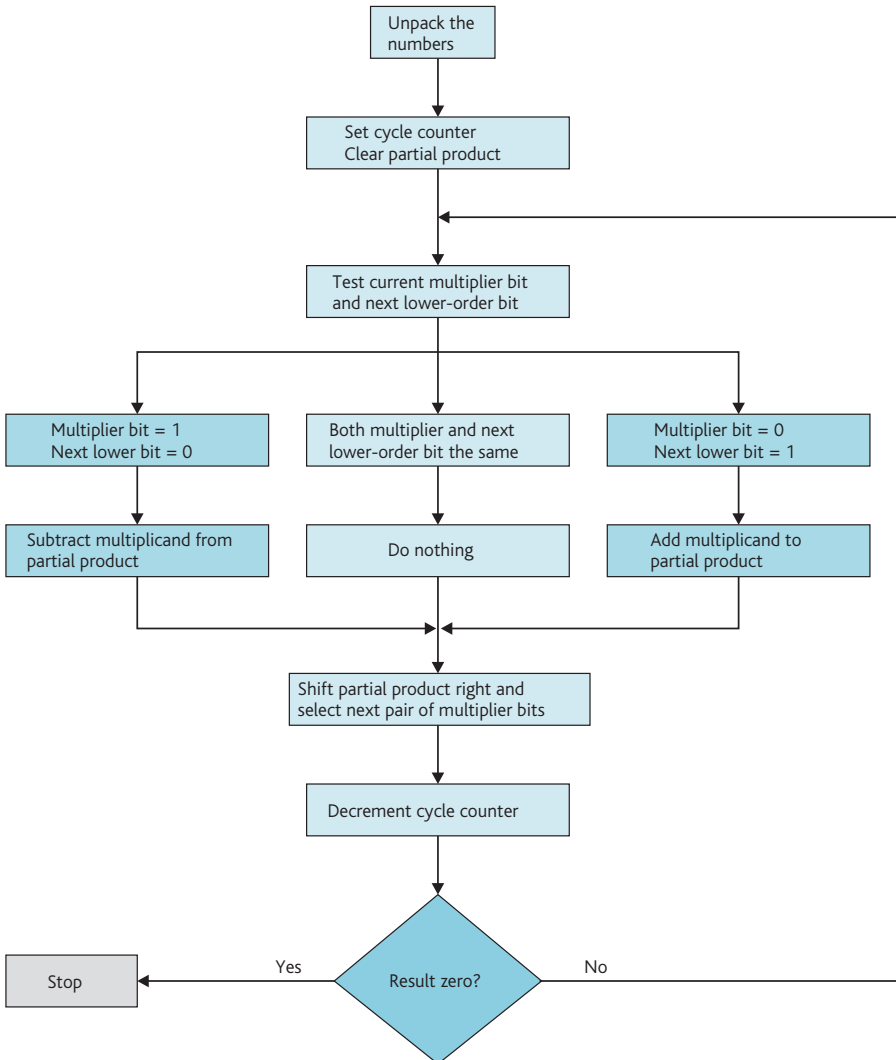 Unpack the
numbers
Set cycle counter
Clear partial product
Test current multiplier bit
and next lower-order bit
Multiplier bit = 1
Next lower bit = 0
Both multiplier and next
lower-order bit the same
Multiplier bit = 0
Next lower bit = 1
Subtract multiplicand from
partial product
Do nothing
Add multiplicand to
partial product
Shift partial product right and
select next pair of multiplier bits
Decrement cycle counter
Stop
Yes
Result zero?
No